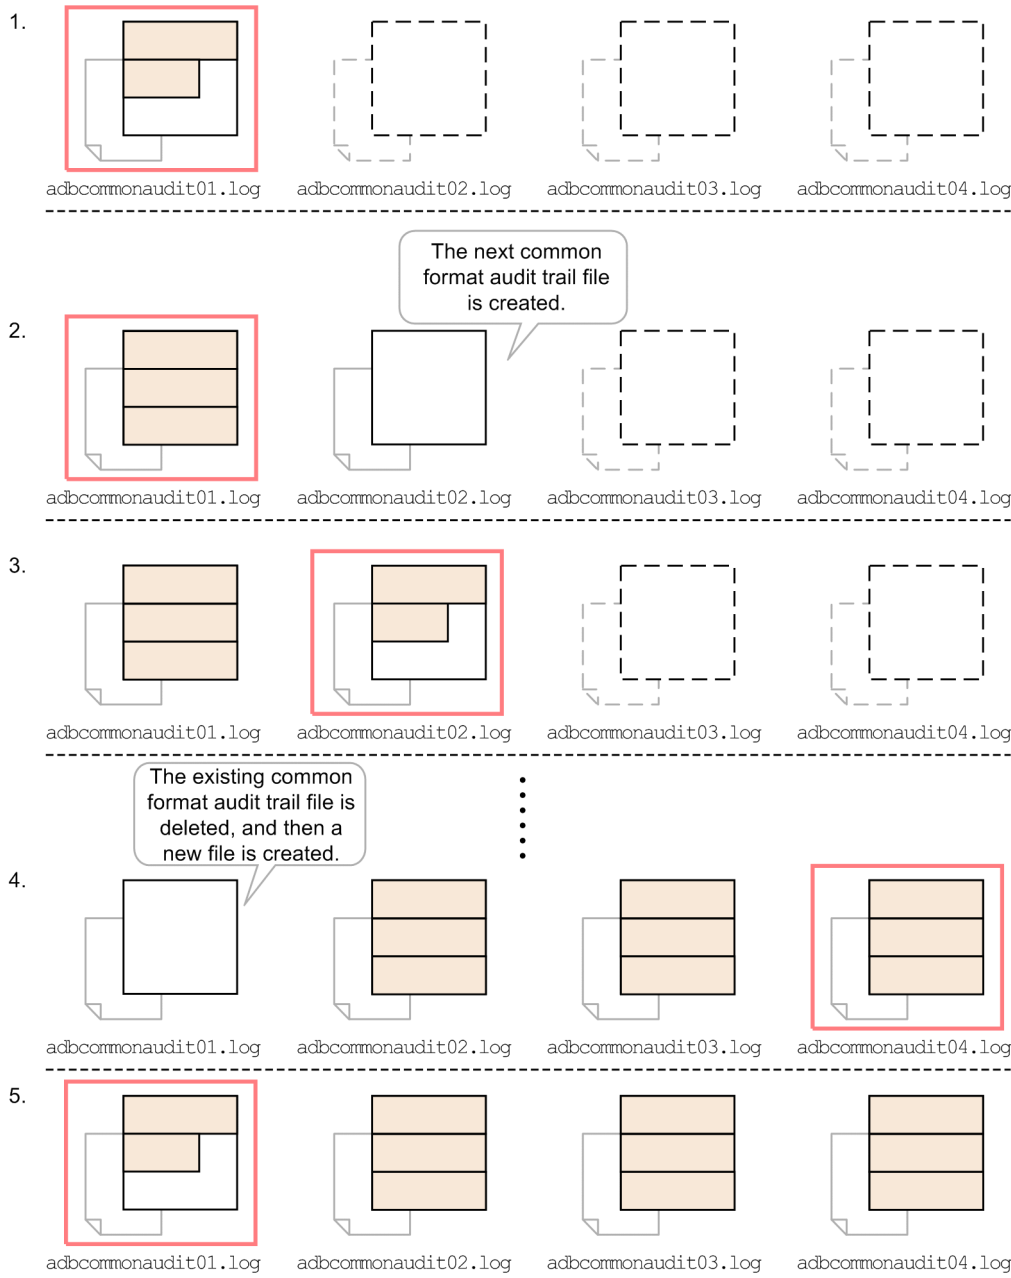 1.
adbcommonaudit01.log adbcommonaudit02.log adbcommonaudit03.log adbcommonaudit04.log
The next common
format audit trail file
is created.
2.
adbcommonaudit01.log adbcommonaudit02.log adbcommonaudit03.log adbcommonaudit04.log
3.
adbcommonaudit01.log adbcommonaudit02.log adbcommonaudit03.log adbcommonaudit04.log
The existing common
format audit trail file is
deleted, and then a
new file is created.
4.
adbcommonaudit01.log adbcommonaudit02.log adbcommonaudit03.log adbcommonaudit04.log
5.
adbcommonaudit01.log adbcommonaudit02.log adbcommonaudit03.log adbcommonaudit04.log